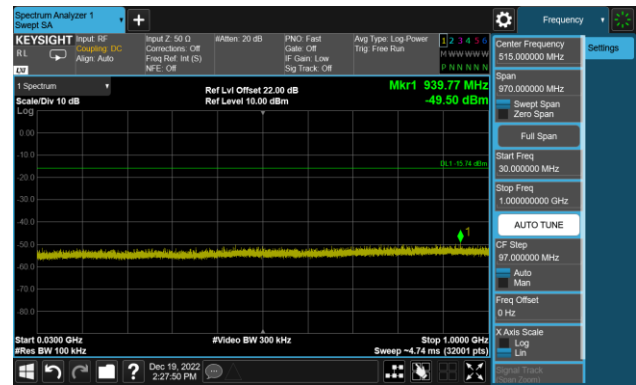 Spectrum Analyzer 1
Swept SA
Frequency
KEYSIGHT
RL
LXI
Input: RF
Coupling: DC
Align: Auto
Input Z: 50 Ω
Corrections: Off
Freq Ref: Int (S)
NFE: Off
#Atten: 20 dB
PNO: Fast
Gate: Off
IF Gain: Low
Sig Track: Off
Avg Type: Log-Power
Trig: Free Run
1 2 3 4 5 6
M W W W W W
P N N N N N
Center Frequency
515.000000 MHz
Settings
Span
970.000000 MHz
Swept Span
Zero Span
Full Span
Start Freq
30.000000 MHz
Stop Freq
1.000000000 GHz
AUTO TUNE
CF Step
97.000000 MHz
Auto
Man
Freq Offset
0 Hz
X Axis Scale
Log
Lin
Signal Track
(Span Zoom)
1 Spectrum
Scale/Div 10 dB
Log
Ref Lvl Offset 22.00 dB
Ref Level 10.00 dBm
Mkr1 939.77 MHz
-49.50 dBm
0.00
-10.0
DL1 -15.74 dBm
-20.0
-30.0
-40.0
1
-50.0
-60.0
-70.0
-80.0
Start 0.0300 GHz
#Res BW 100 kHz
#Video BW 300 kHz
Stop 1.0000 GHz
Sweep ~4.74 ms (32001 pts)
?
Dec 19, 2022
2:27:50 PM